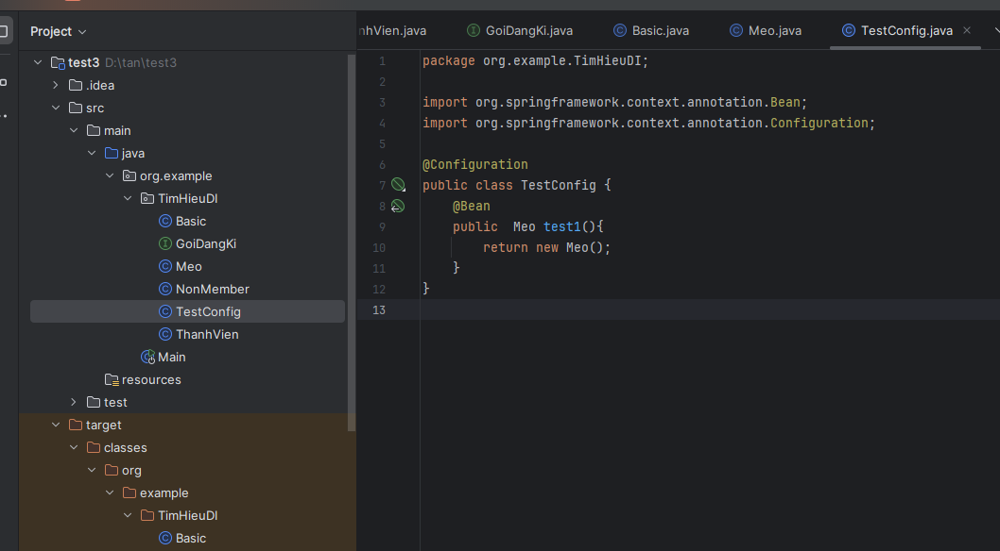 Project
nhVien.java GoiDangKi.java Basic.java Meo.java TestConfig.java
test3 D:\tan\test3
.idea
src
main
java
org.example
TimHieuDI
Basic
GoiDangKi
Meo
NonMember
TestConfig
ThanhVien
Main
resources
test
target
classes
org
example
TimHieuDI
Basic
1 package org.example.TimHieuDI;
2
3 import org.springframework.context.annotation.Bean;
4 import org.springframework.context.annotation.Configuration;
5
6 @Configuration
7 public class TestConfig {
8 @Bean
9 public  Meo test1(){
10 return new Meo();
11 }
12 }
13